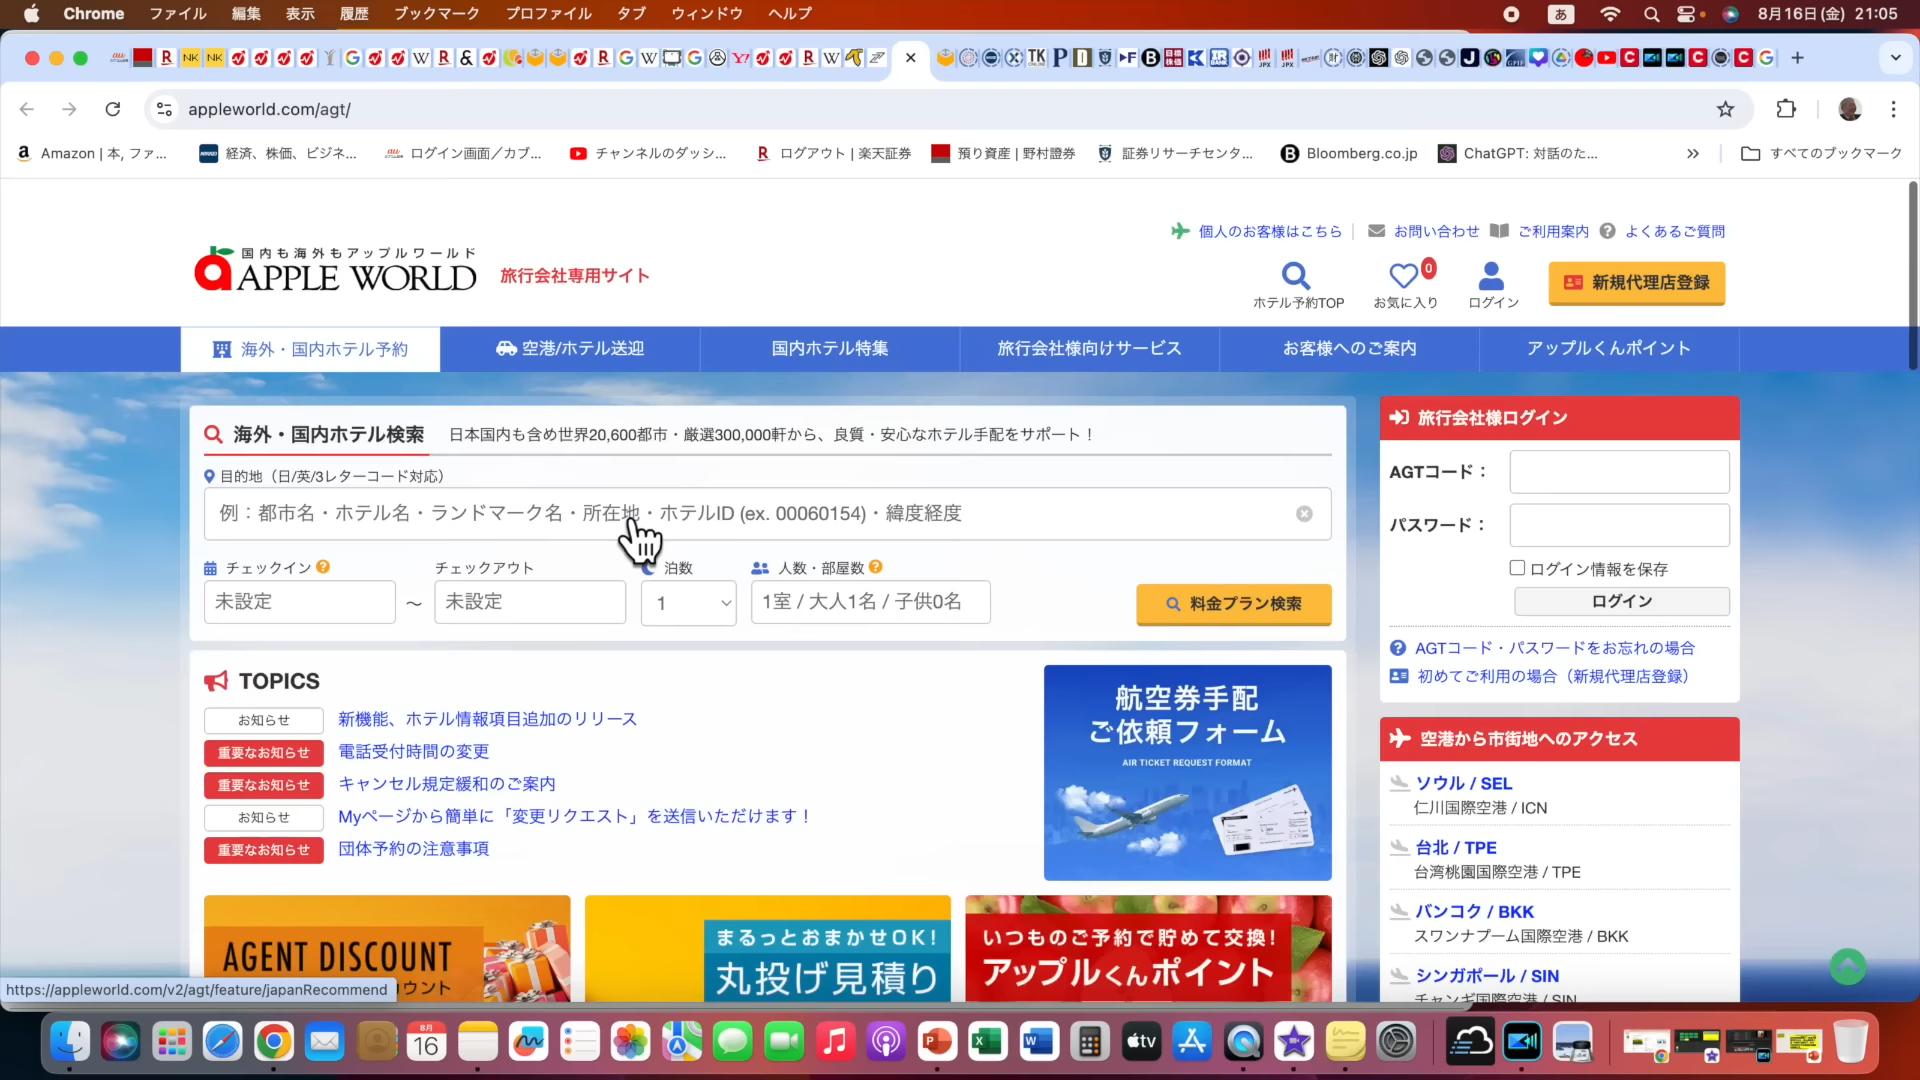 Chrome ファイル 編集 表示 履歴 ブックマーク プロファイル タブ ウィンドウ ヘルプ あ 8月16日(金) 21:05
appleworld.com/agt/
Amazon | 本, ファ... 経済、株価、ビジネ... ログイン画面／カブ... チャンネルのダッシ... ログアウト | 楽天証券 預り資産 | 野村證券 証券リサーチセンタ... Bloomberg.co.jp ChatGPT: 対話のた... » すべてのブックマーク
個人のお客様はこちら お問い合わせ ご利用案内 よくあるご質問
国内も海外もアップルワールド
APPLE WORLD 旅行会社専用サイト
0
ホテル予約TOP お気に入り ログイン 新規代理店登録
海外・国内ホテル予約 空港/ホテル送迎 国内ホテル特集 旅行会社様向けサービス お客様へのご案内 アップルくんポイント
海外・国内ホテル検索 日本国内も含め世界20,600都市・厳選300,000軒から、良質・安心なホテル手配をサポート！
目的地（日/英/3レターコード対応）
例：都市名・ホテル名・ランドマーク名・所在地・ホテルID (ex. 00060154)・緯度経度
チェックイン チェックアウト 泊数 人数・部屋数
未設定 ～ 未設定 1 1室 / 大人1名 / 子供0名 料金プラン検索
旅行会社様ログイン
AGTコード：
パスワード：
ログイン情報を保存
ログイン
AGTコード・パスワードをお忘れの場合
初めてご利用の場合（新規代理店登録）
TOPICS
お知らせ 新機能、ホテル情報項目追加のリリース
重要なお知らせ 電話受付時間の変更
重要なお知らせ キャンセル規定緩和のご案内
お知らせ Myページから簡単に「変更リクエスト」を送信いただけます！
重要なお知らせ 団体予約の注意事項
航空券手配
ご依頼フォーム
AIR TICKET REQUEST FORMAT
空港から市街地へのアクセス
ソウル / SEL
仁川国際空港 / ICN
台北 / TPE
台湾桃園国際空港 / TPE
バンコク / BKK
スワンナプーム国際空港 / BKK
シンガポール / SIN
チャンギ国際空港 / SIN
AGENT DISCOUNT
ウント
まるっとおまかせOK!
丸投げ見積り
いつものご予約で貯めて交換!
アップルくんポイント
https://appleworld.com/v2/agt/feature/japanRecommend
8月
16
tv